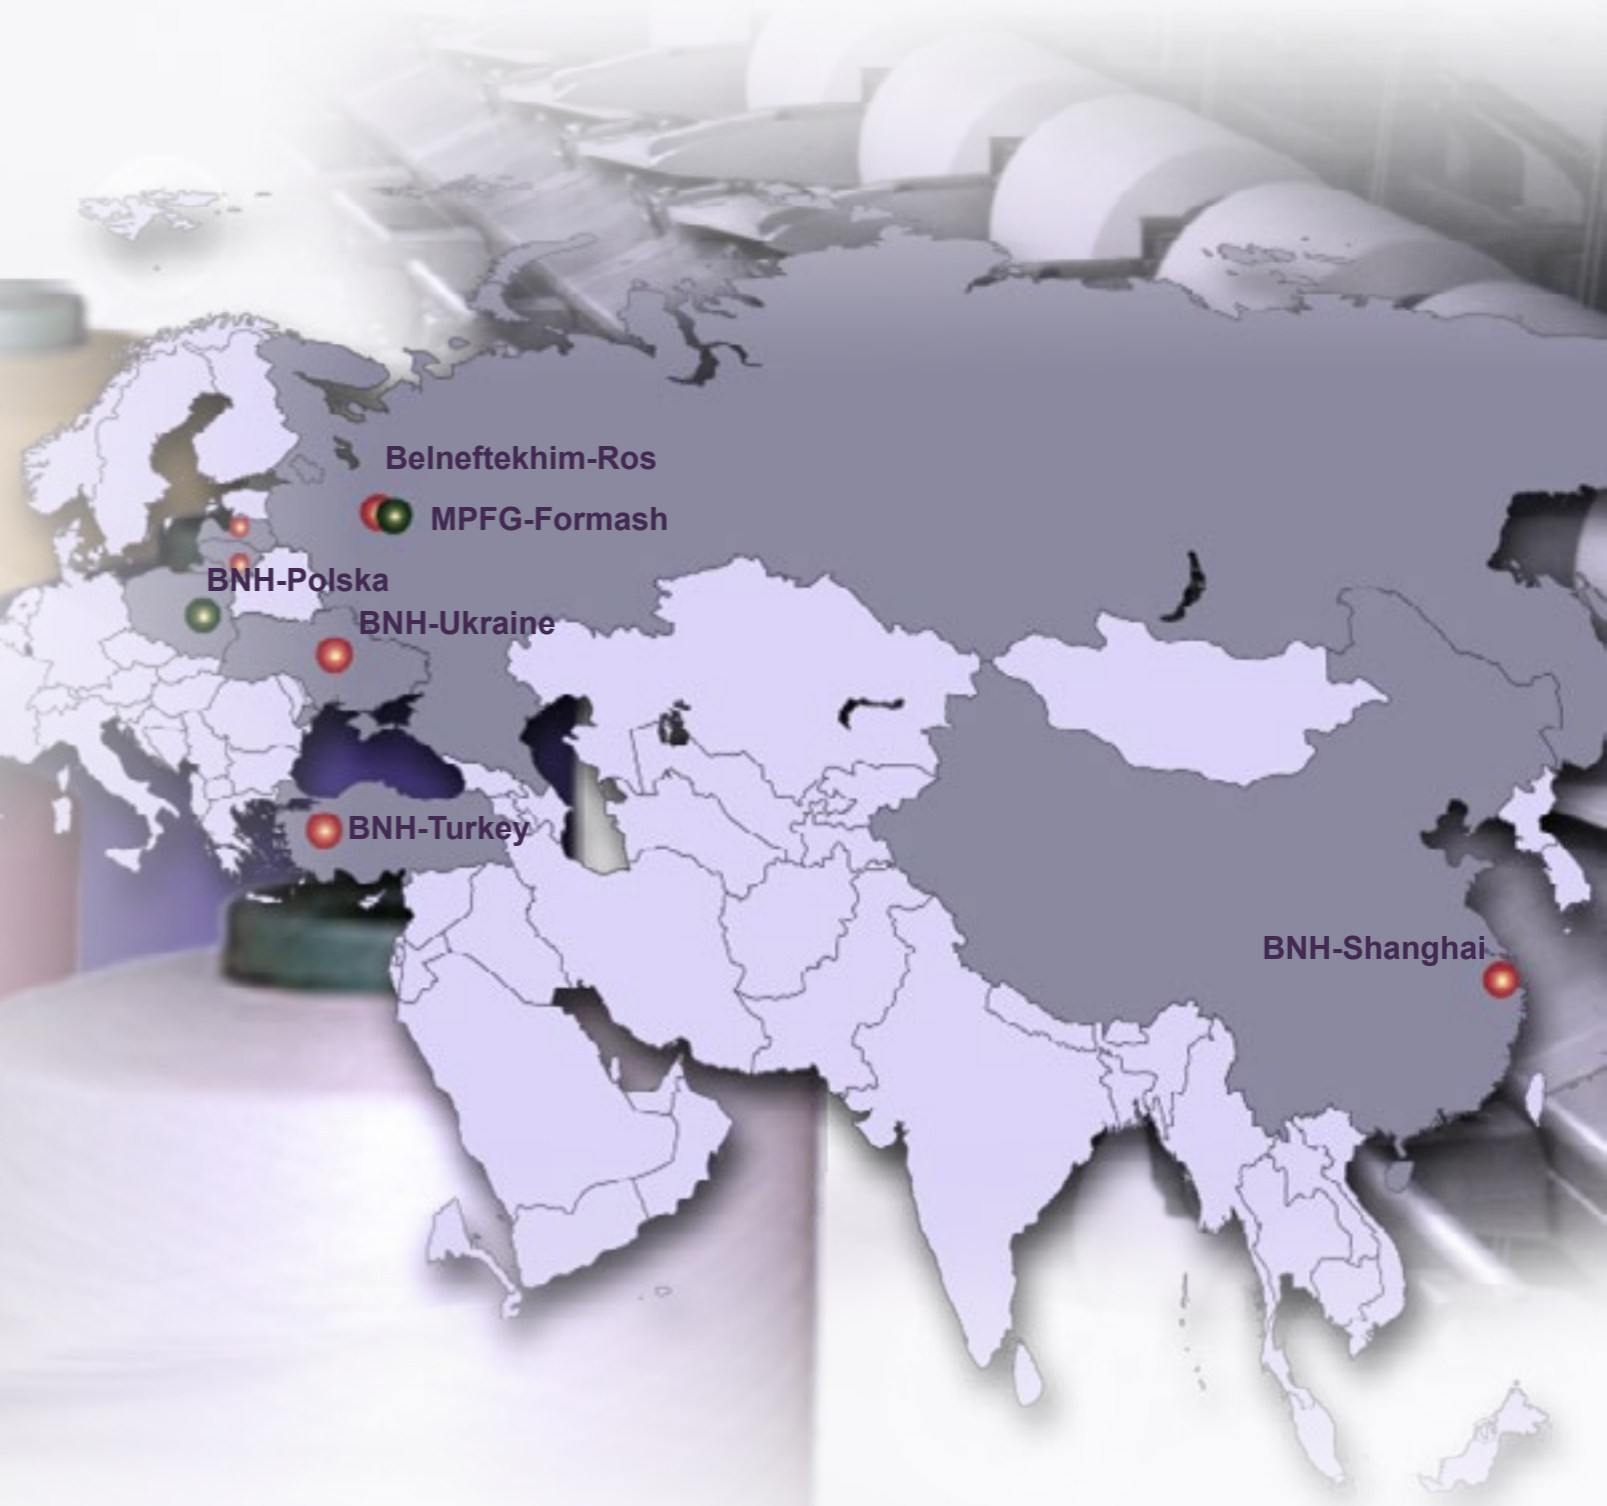 Belneftekhim-Ros
MPFG-Formash
BNH-Polska
BNH-Ukraine
BNH-Turkey
BNH-Shanghai